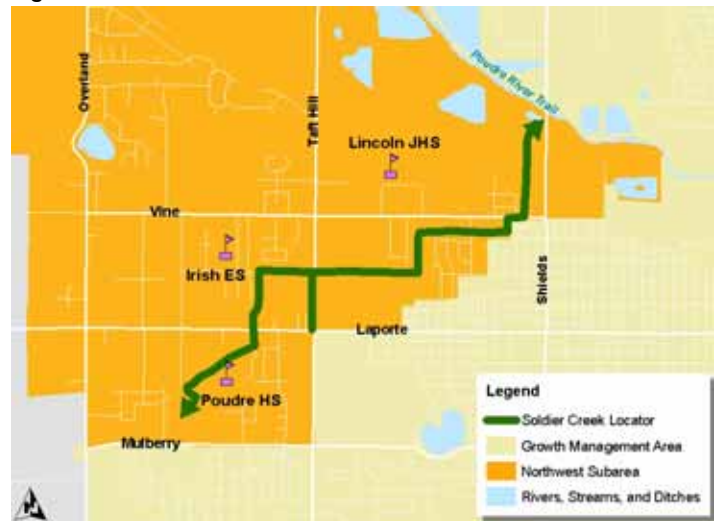 Overland
Taft Hill
Poudre River Trail
Lincoln JHS
Vine
Irish ES
Shields
Laporte
Poudre HS
Mulberry
Legend
Soldier Creek Locator
Growth Management Area
Northwest Subarea
Rivers, Streams, and Ditches